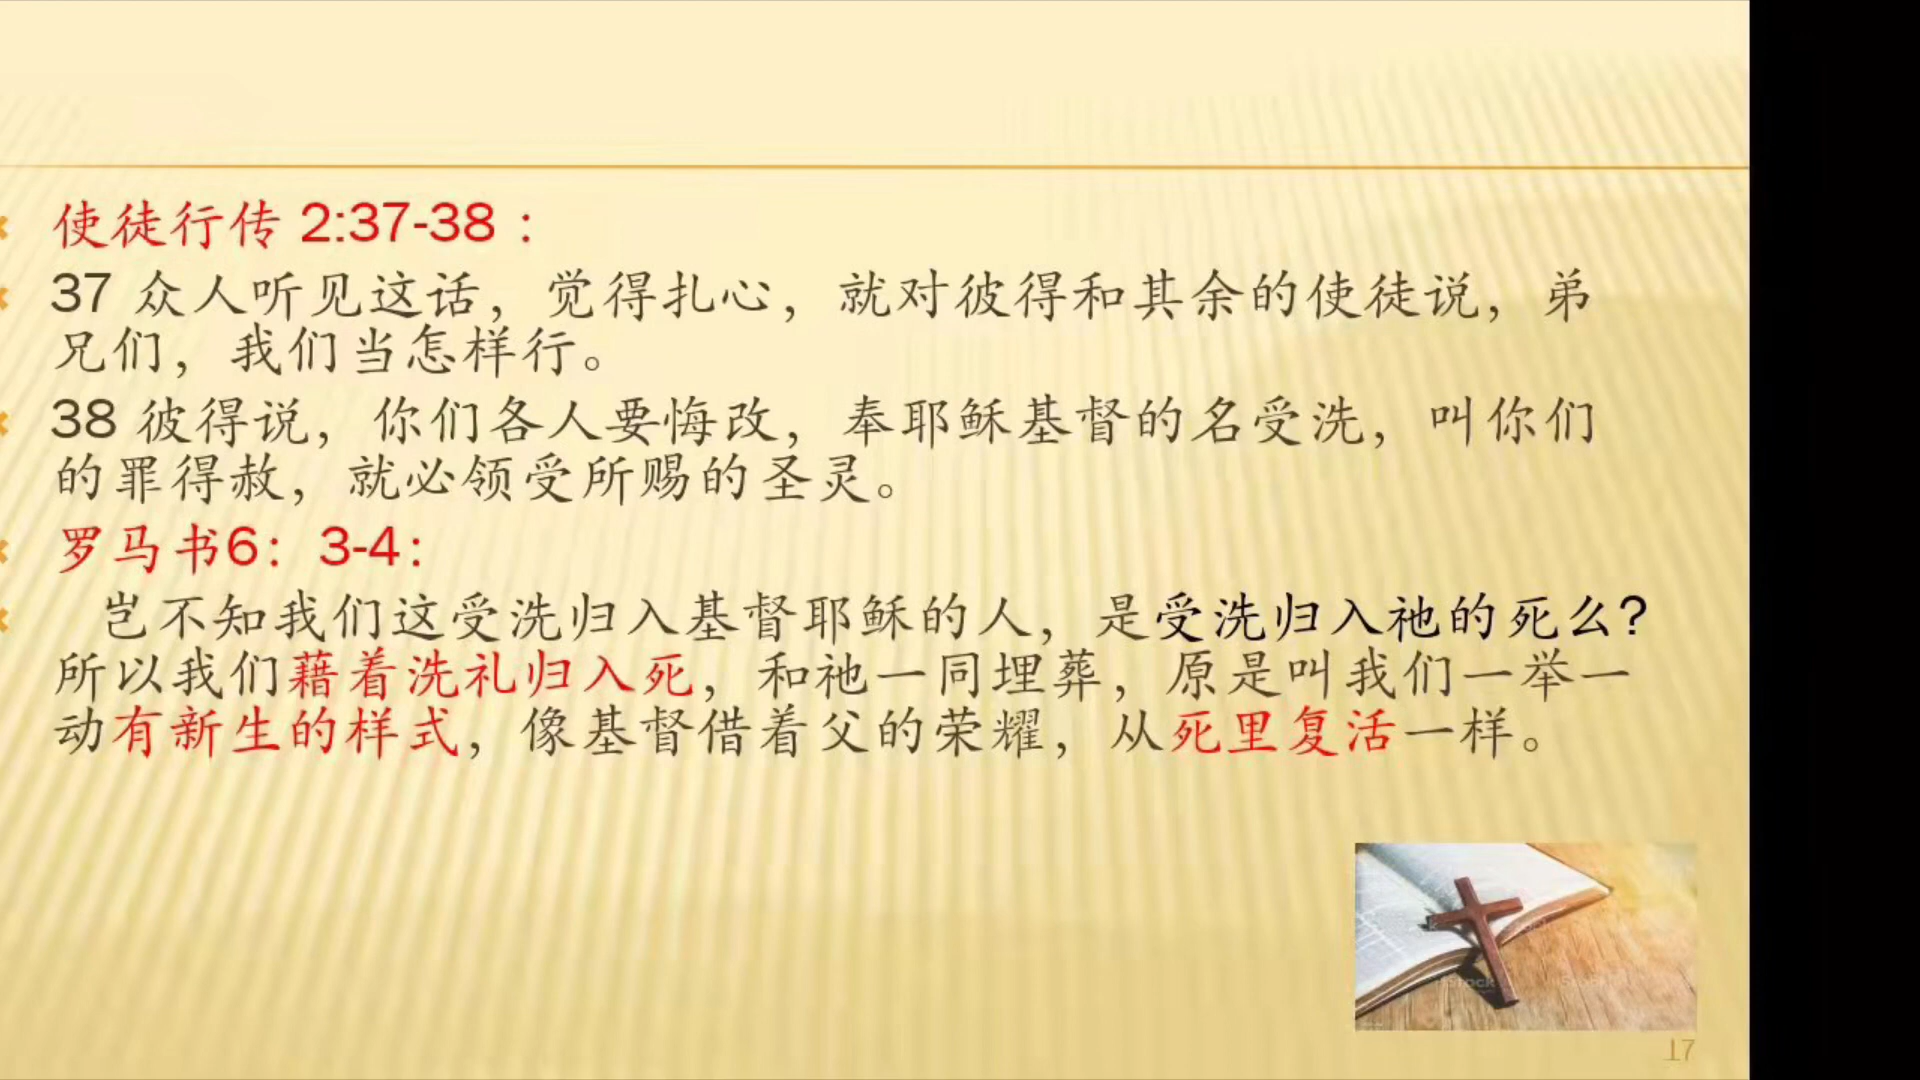 使徒行传 2:37-38：
37 众人听见这话，觉得扎心，就对彼得和其余的使徒说，弟
兄们，我们当怎样行。
38 彼得说，你们各人要悔改，奉耶稣基督的名受洗，叫你们
的罪得赦，就必领受所赐的圣灵。
罗马书6：3-4：
岂不知我们这受洗归入基督耶稣的人，是受洗归入祂的死么?
所以我们藉着洗礼归入死，和祂一同埋葬，原是叫我们一举一
动有新生的样式，像基督借着父的荣耀，从死里复活一样。
17